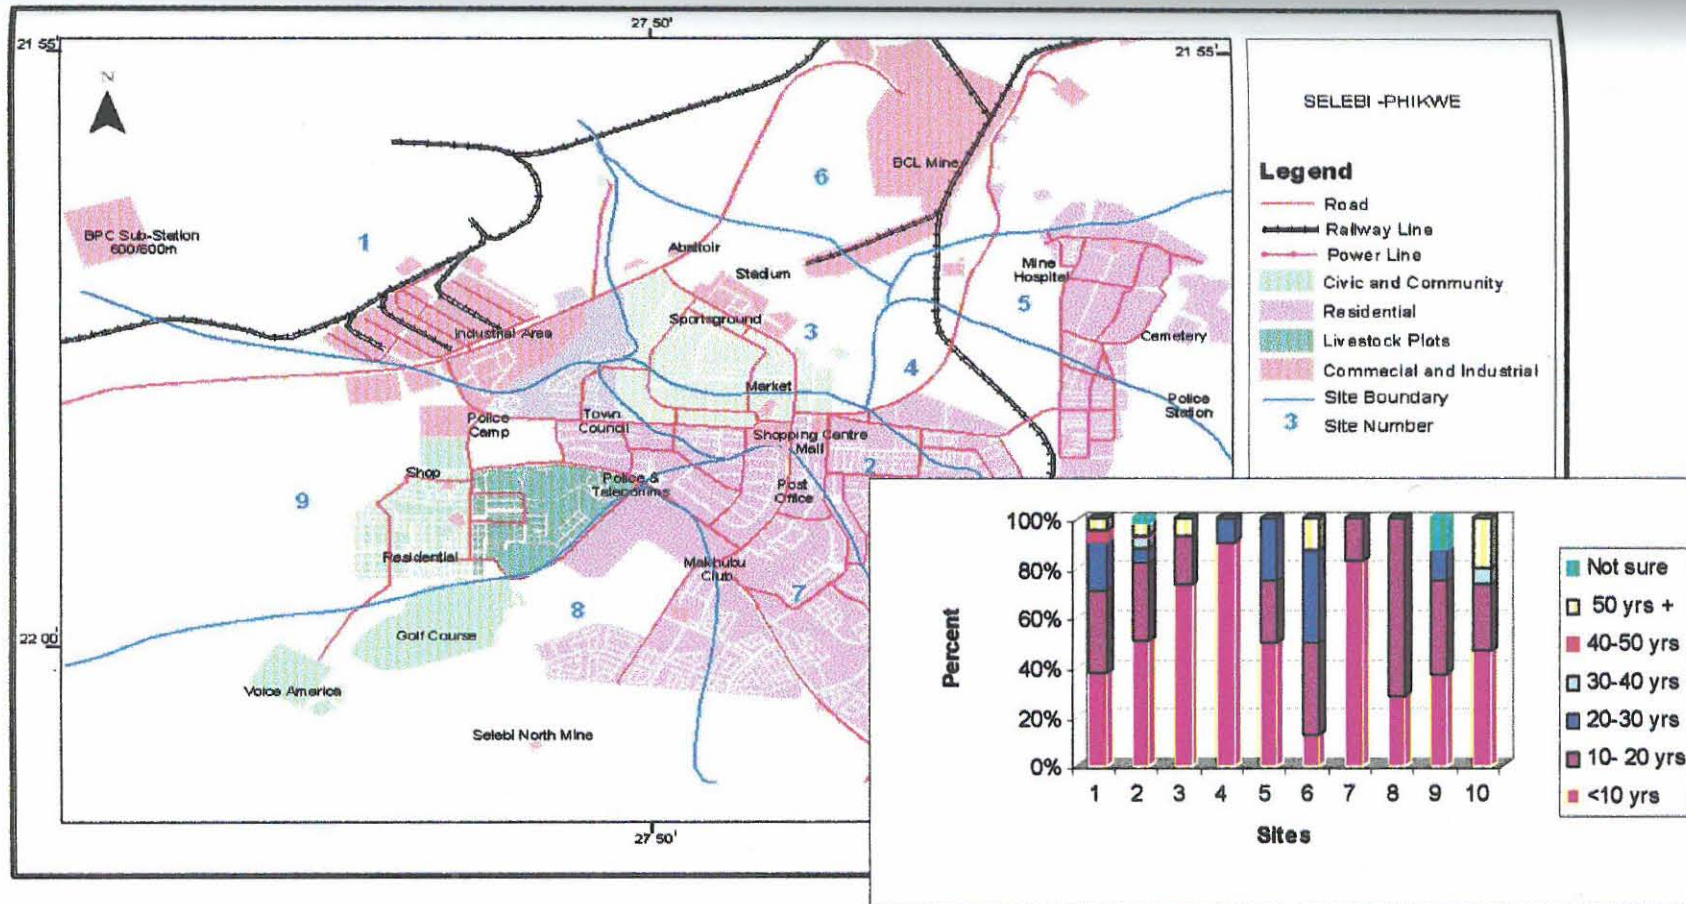 27 50'
21 55'
21 55'
N
SELEBI -PHIKWE
Legend
Road
Railway Line
Power Line
Civic and Community
Residential
Livestock Plots
Commecial and Industrial
Site Boundary
3 Site Number
BCL Mine
6
BPC Sub-Station
600/600m
1
Abattoir
Stadium
Mine
Hospital
5
Industrial Area
Sportsground
3
Cemetery
4
Market
Police
Station
Police
Camp
Town
Council
Shopping Centre
Mall
2
Shop
Police &
Telecomms
Post
Office
9
Residential
Makhubu
Club
7
8
Golf Course
22 00'
Voice America
Selebi North Mine
27 50'
100%
80%
60%
40%
20%
0%
Percent
1 2 3 4 5 6 7 8 9 10
Sites
Not sure
50 yrs +
40-50 yrs
30-40 yrs
20-30 yrs
10- 20 yrs
<10 yrs